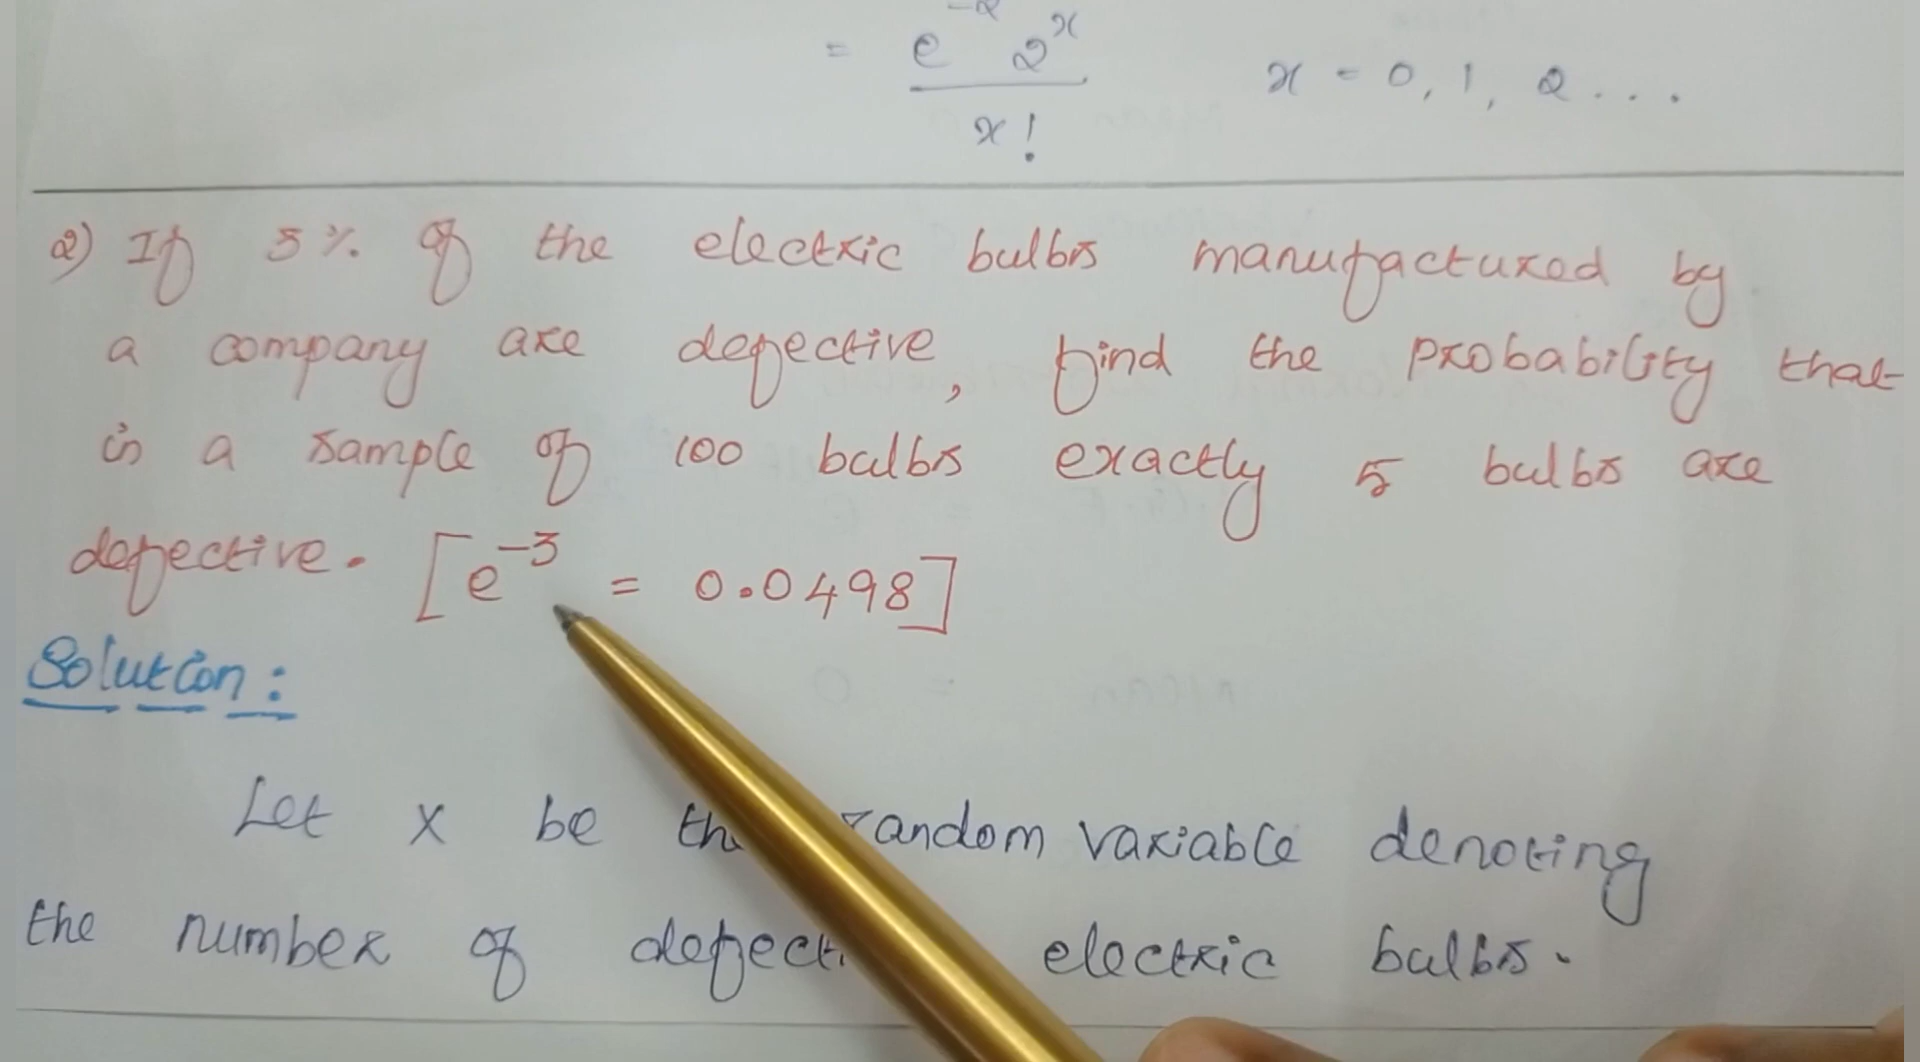 = e^-2 2^x / x! x = 0, 1, 2 ...
2) If 3% of the electric bulbs manufactured by
a company are defective, find the probability that
in a sample of 100 bulbs exactly 5 bulbs are
defective. [e^-3 = 0.0498]
Solution:
Let x be the random variable denoting
the number of electric bulbs.